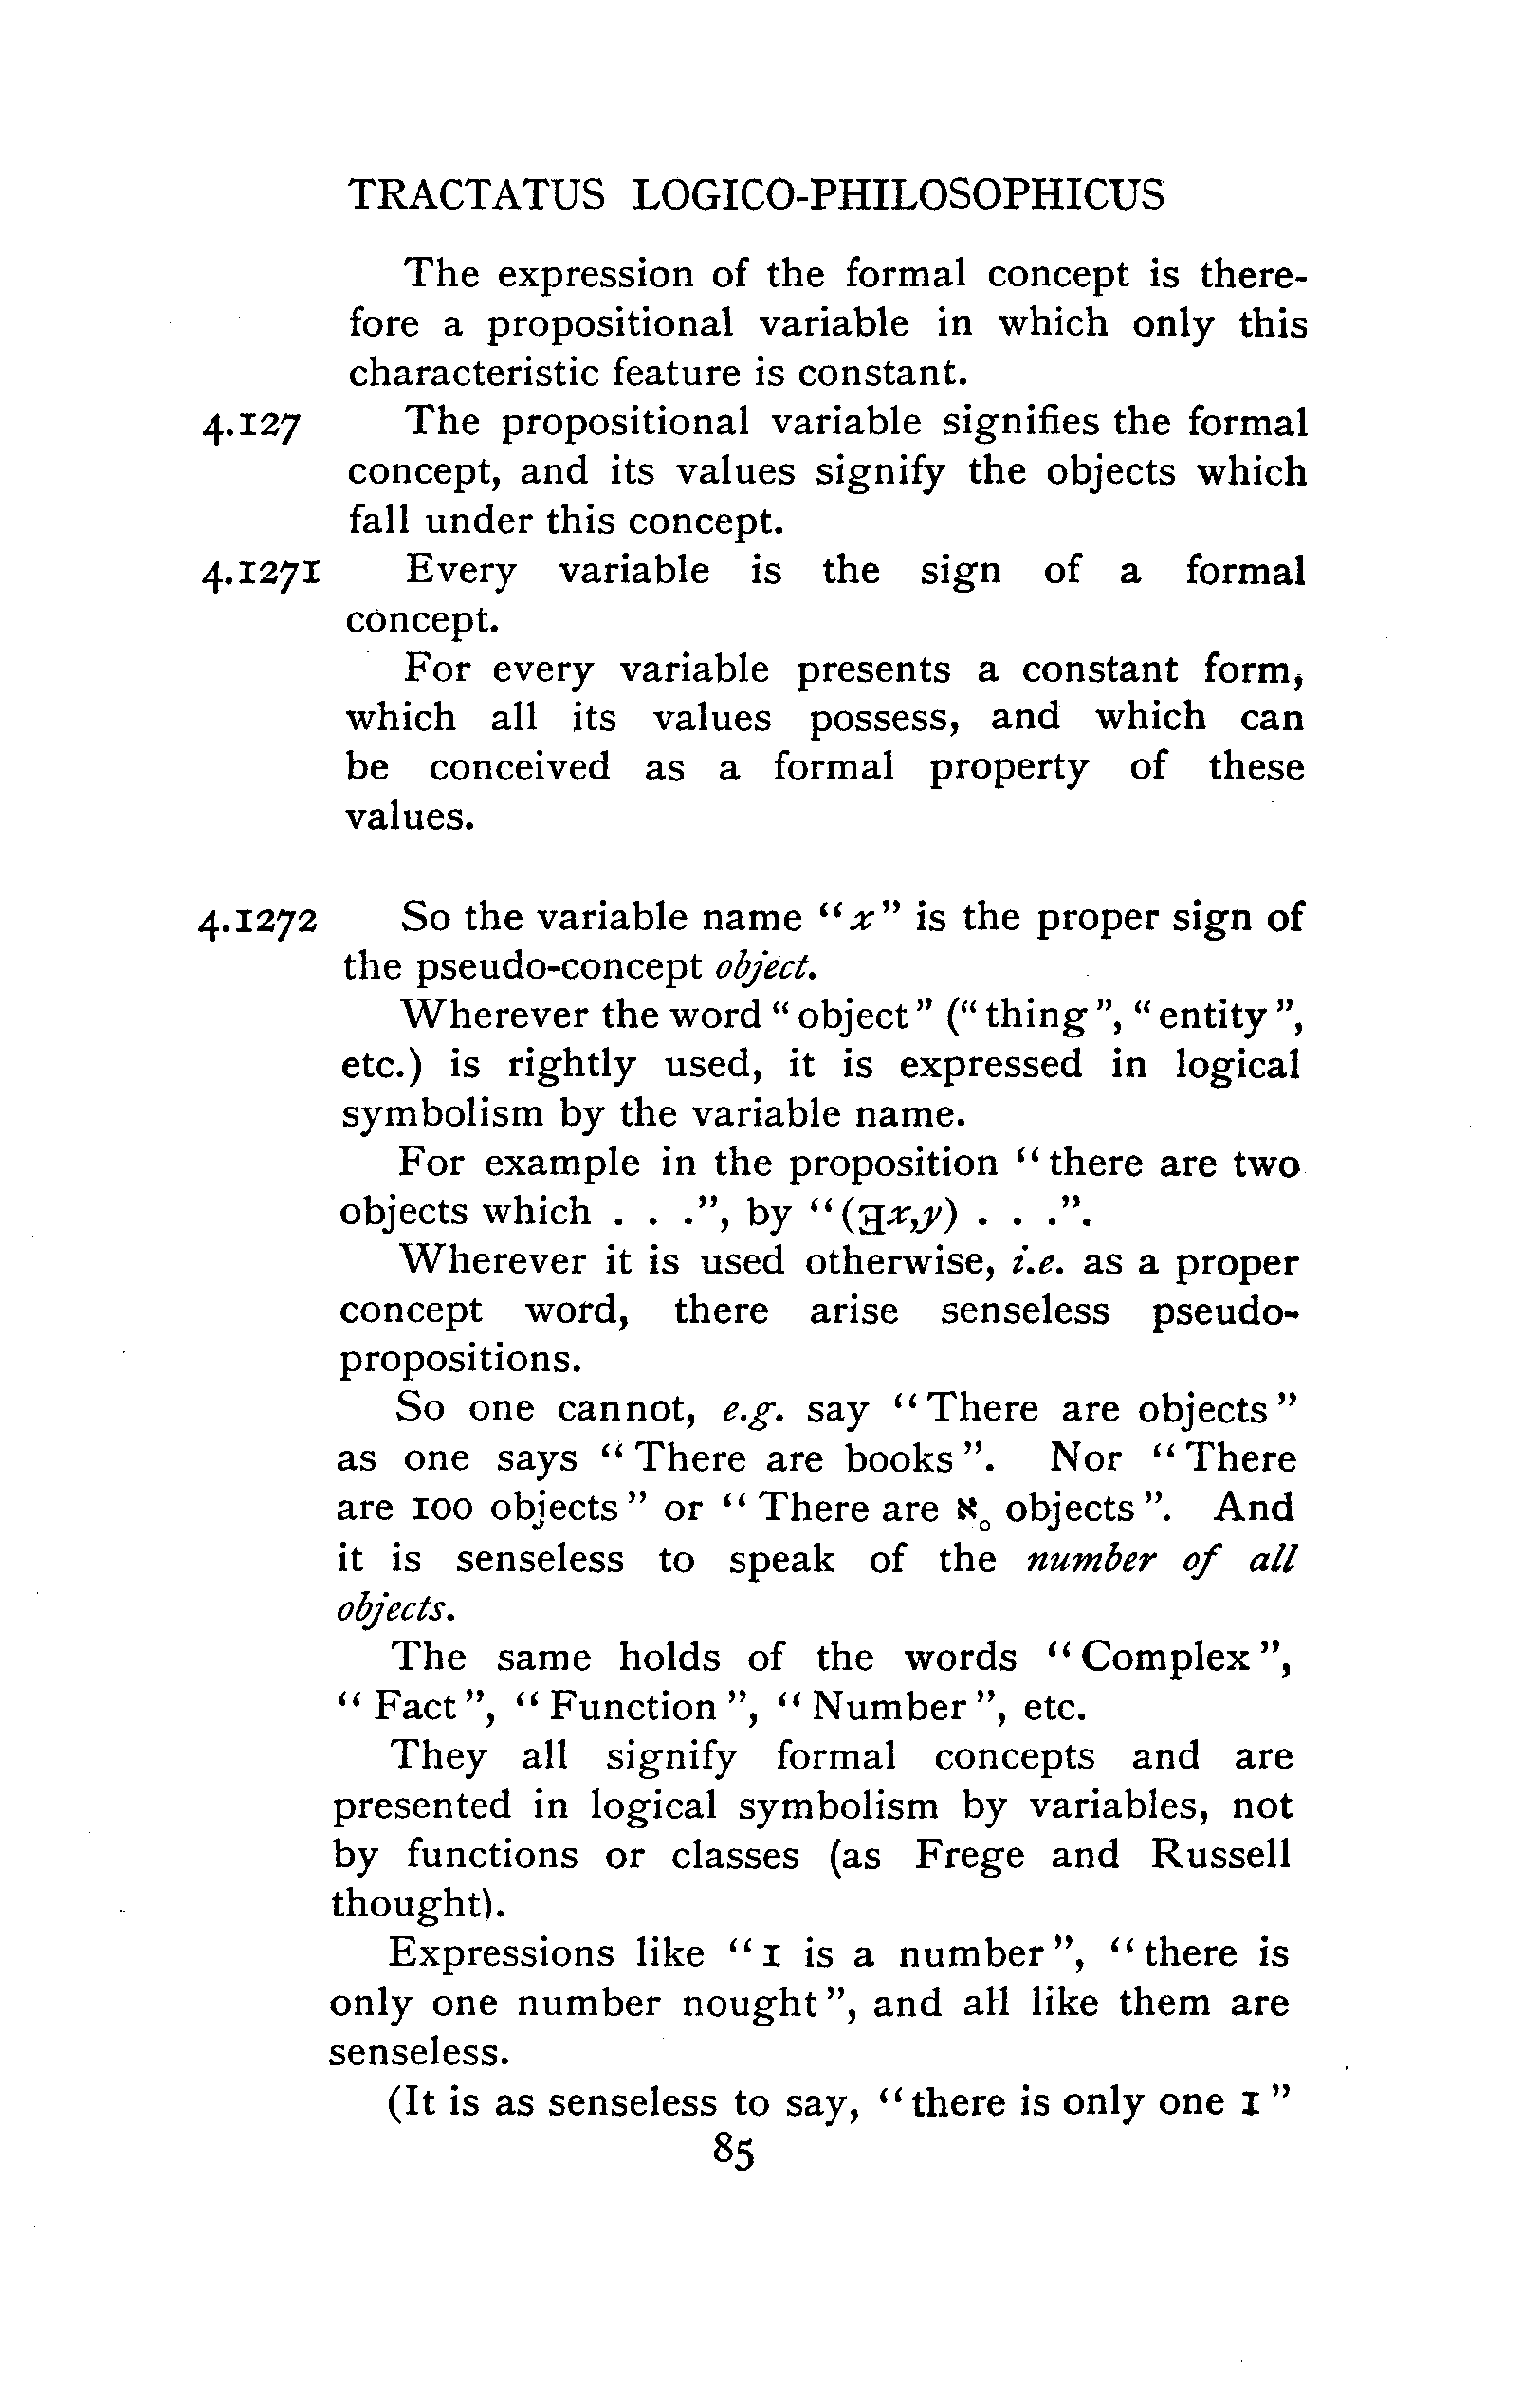 TRACTATUS LOGICO-PHILOSOPHICUS
The expression of the formal concept is there-
fore a propositional variable in which only this
characteristic feature is constant.
4.127 The propositional variable signifies the formal
concept, and its values signify the objects which
fall under this concept.
4.1271 Every variable is the sign of a formal
concept.
For every variable presents a constant form,
which all its values possess, and which can
be conceived as a formal property of these
values.
4.1272 So the variable name “x” is the proper sign of
the pseudo-concept object.
Wherever the word “object” (“thing”, “entity”,
etc.) is rightly used, it is expressed in logical
symbolism by the variable name.
For example in the proposition “there are two
objects which . . .”, by “(∃x,y) . . .”.
Wherever it is used otherwise, i.e. as a proper
concept word, there arise senseless pseudo-
propositions.
So one cannot, e.g. say “There are objects”
as one says “There are books”. Nor “There
are 100 objects” or “There are ℵ₀ objects”. And
it is senseless to speak of the number of all
objects.
The same holds of the words “Complex”,
“Fact”, “Function”, “Number”, etc.
They all signify formal concepts and are
presented in logical symbolism by variables, not
by functions or classes (as Frege and Russell
thought).
Expressions like “1 is a number”, “there is
only one number nought”, and all like them are
senseless.
(It is as senseless to say, “there is only one 1”
85